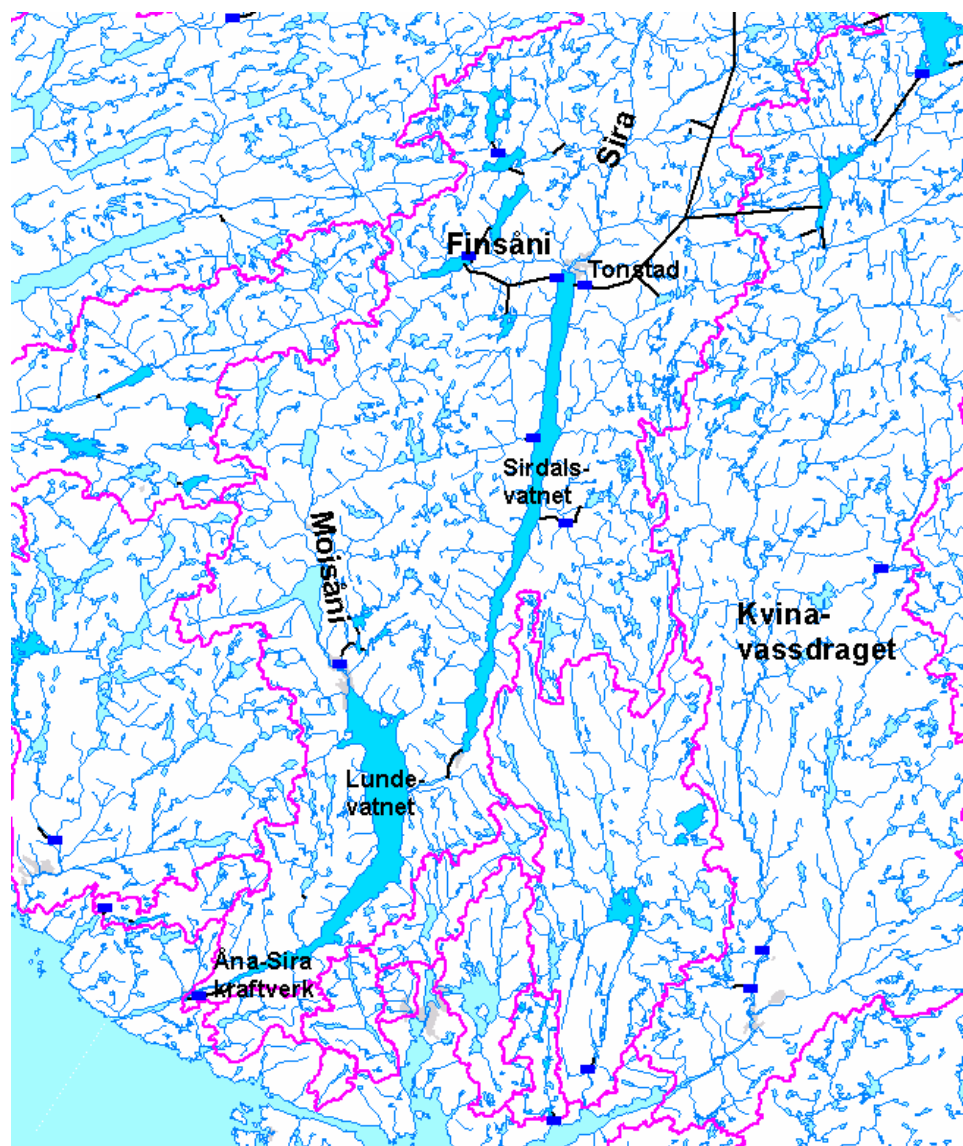 Sira
Finsåni
Tonstad
Sirdals-
vatnet
Moisåni
Kvina-
vassdraget
Lunde-
vatnet
Åna-Sira
kraftverk